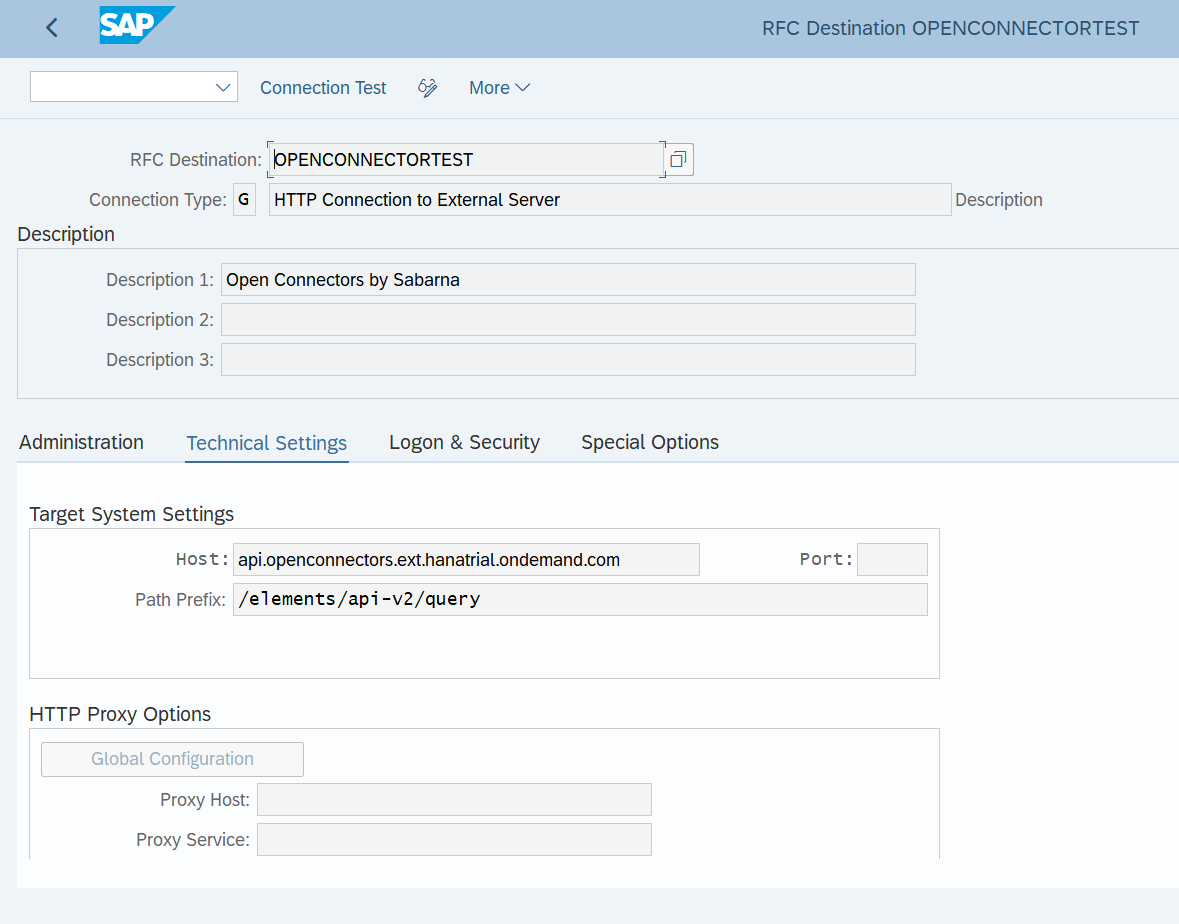 SAP RFC Destination OPENCONNECTORTEST
Connection Test More
RFC Destination: OPENCONNECTORTEST
Connection Type: G HTTP Connection to External Server Description
Description
Description 1: Open Connectors by Sabarna
Description 2:
Description 3:
Administration Technical Settings Logon & Security Special Options
Target System Settings
Host: api.openconnectors.ext.hanatrial.ondemand.com Port:
Path Prefix: /elements/api-v2/query
HTTP Proxy Options
Global Configuration
Proxy Host:
Proxy Service: